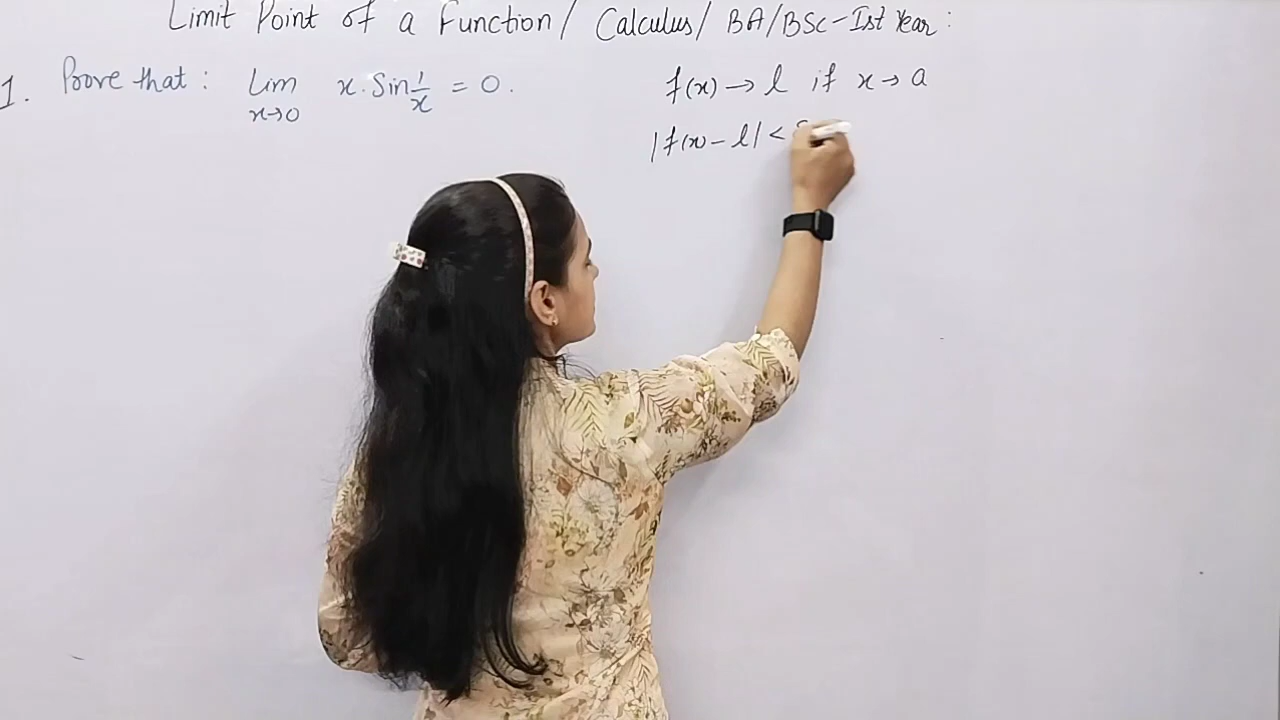 Limit Point of a Function/ Calculus/ BA/BSc-Ist Year:
1. Prove that: Lim x→0 x. Sin 1/x = 0.
f(x) → l if x → a
|f(x) - l| <